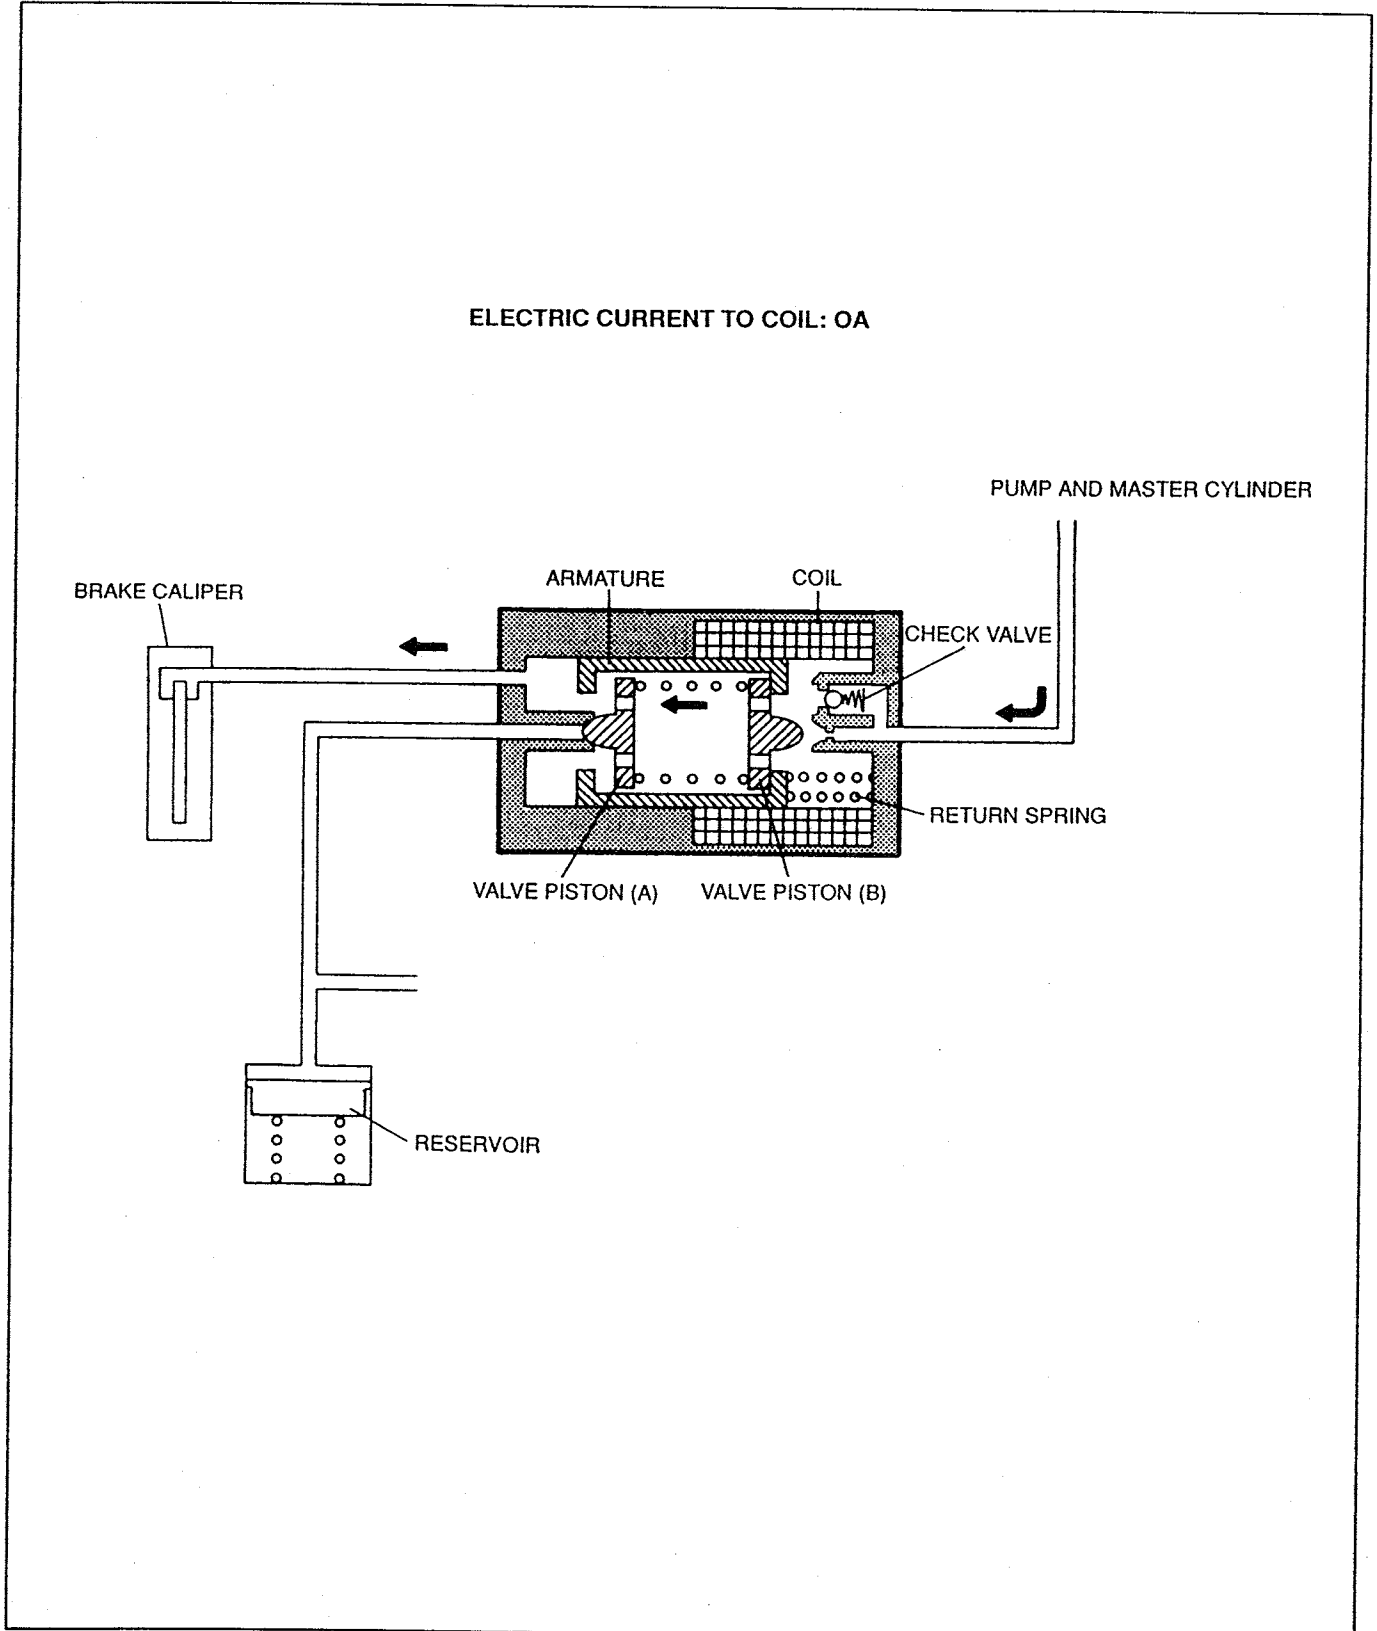 ELECTRIC CURRENT TO COIL: OA
PUMP AND MASTER CYLINDER
BRAKE CALIPER
ARMATURE
COIL
CHECK VALVE
RETURN SPRING
VALVE PISTON (A)
VALVE PISTON (B)
RESERVOIR